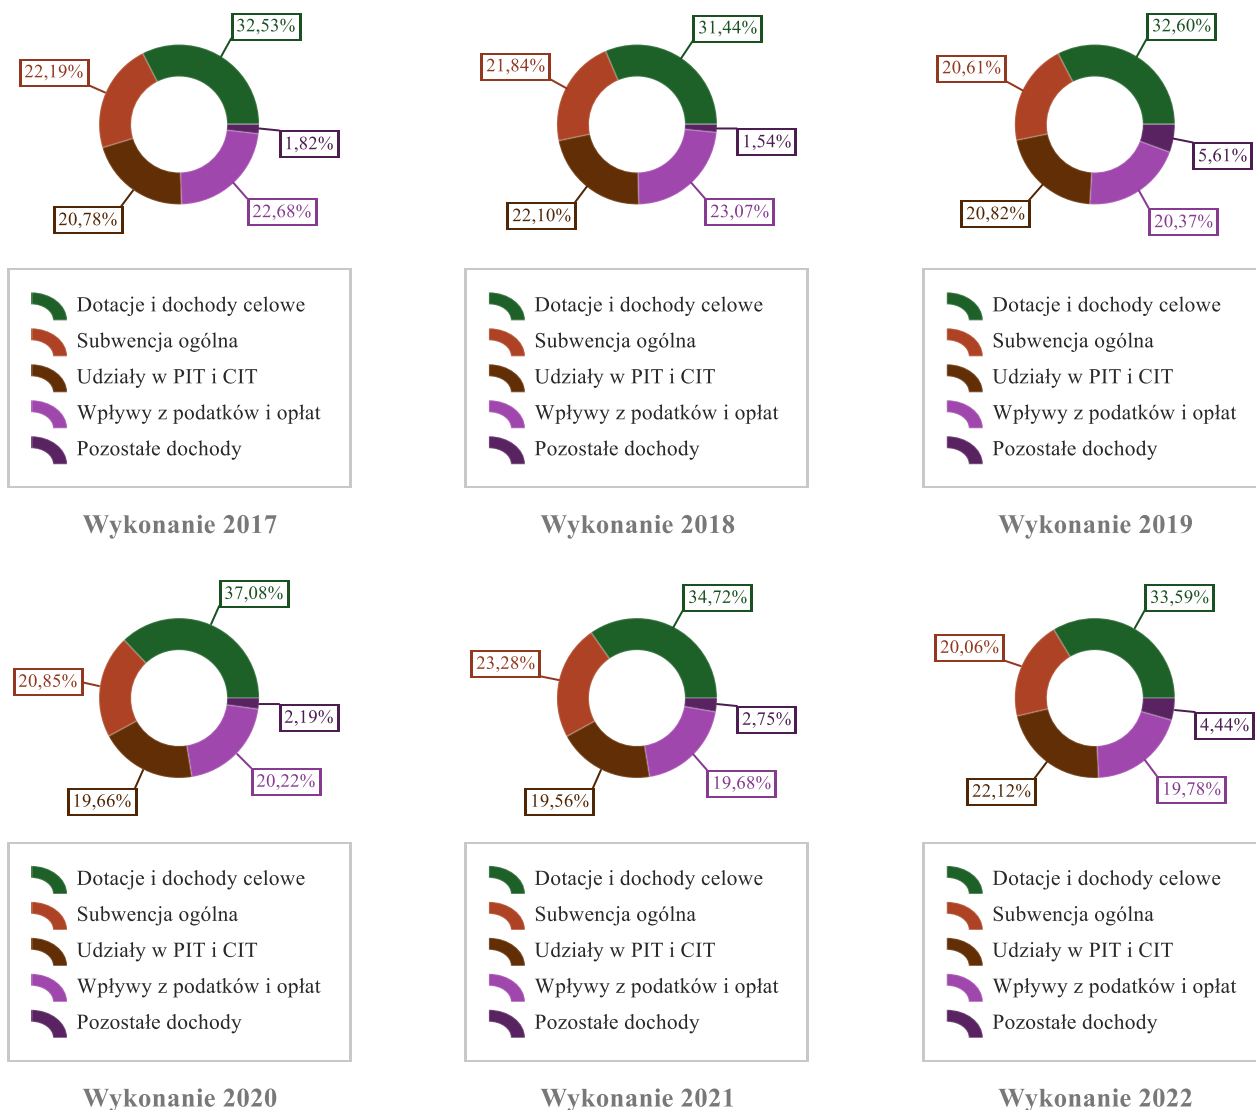 32,53%
22,19%
1,82%
20,78%
22,68%
Dotacje i dochody celowe
Subwencja ogólna
Udziały w PIT i CIT
Wpływy z podatków i opłat
Pozostałe dochody
Wykonanie 2017
31,44%
21,84%
1,54%
22,10%
23,07%
Dotacje i dochody celowe
Subwencja ogólna
Udziały w PIT i CIT
Wpływy z podatków i opłat
Pozostałe dochody
Wykonanie 2018
32,60%
20,61%
5,61%
20,82%
20,37%
Dotacje i dochody celowe
Subwencja ogólna
Udziały w PIT i CIT
Wpływy z podatków i opłat
Pozostałe dochody
Wykonanie 2019
37,08%
20,85%
2,19%
19,66%
20,22%
Dotacje i dochody celowe
Subwencja ogólna
Udziały w PIT i CIT
Wpływy z podatków i opłat
Pozostałe dochody
Wykonanie 2020
34,72%
23,28%
2,75%
19,56%
19,68%
Dotacje i dochody celowe
Subwencja ogólna
Udziały w PIT i CIT
Wpływy z podatków i opłat
Pozostałe dochody
Wykonanie 2021
33,59%
20,06%
4,44%
22,12%
19,78%
Dotacje i dochody celowe
Subwencja ogólna
Udziały w PIT i CIT
Wpływy z podatków i opłat
Pozostałe dochody
Wykonanie 2022